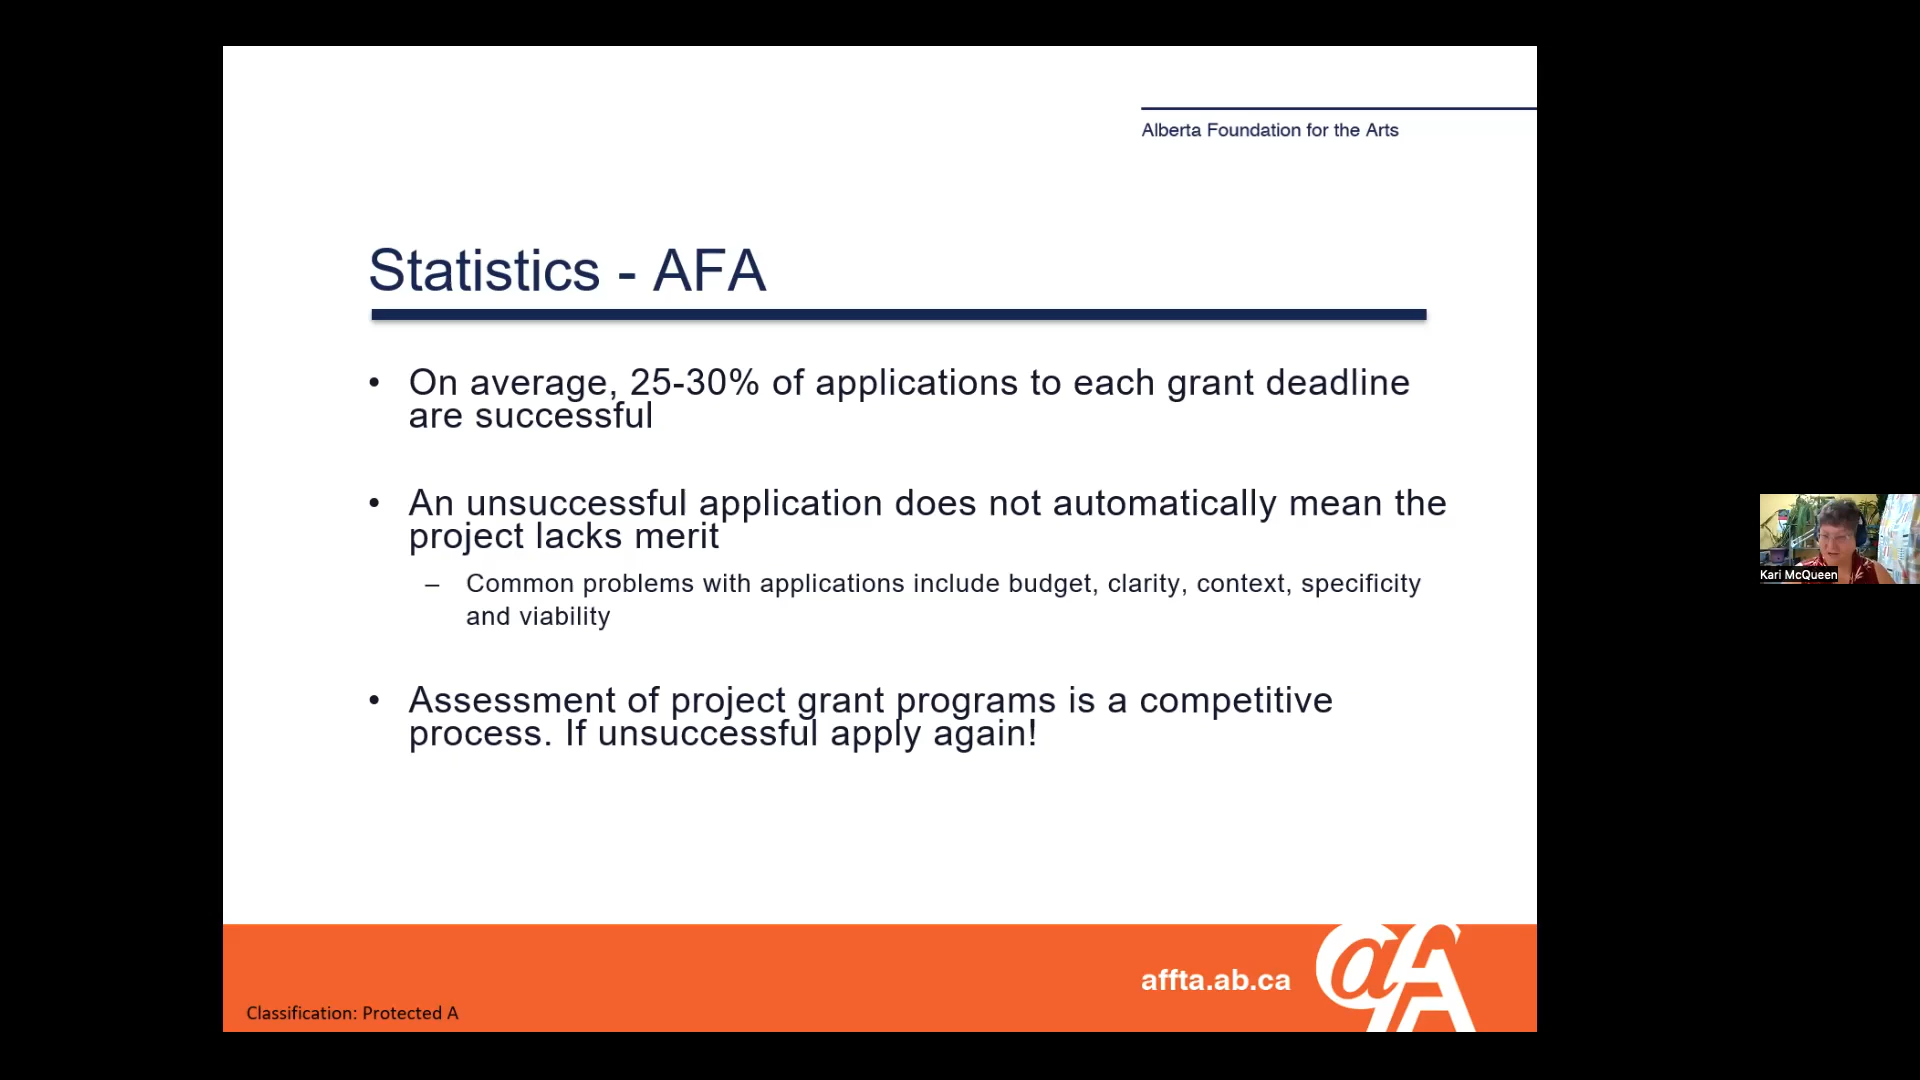 Alberta Foundation for the Arts
Statistics - AFA
• On average, 25-30% of applications to each grant deadline
are successful
• An unsuccessful application does not automatically mean the
project lacks merit
– Common problems with applications include budget, clarity, context, specificity
and viability
• Assessment of project grant programs is a competitive
process. If unsuccessful apply again!
Kari McQueen
affta.ab.ca
afA
Classification: Protected A